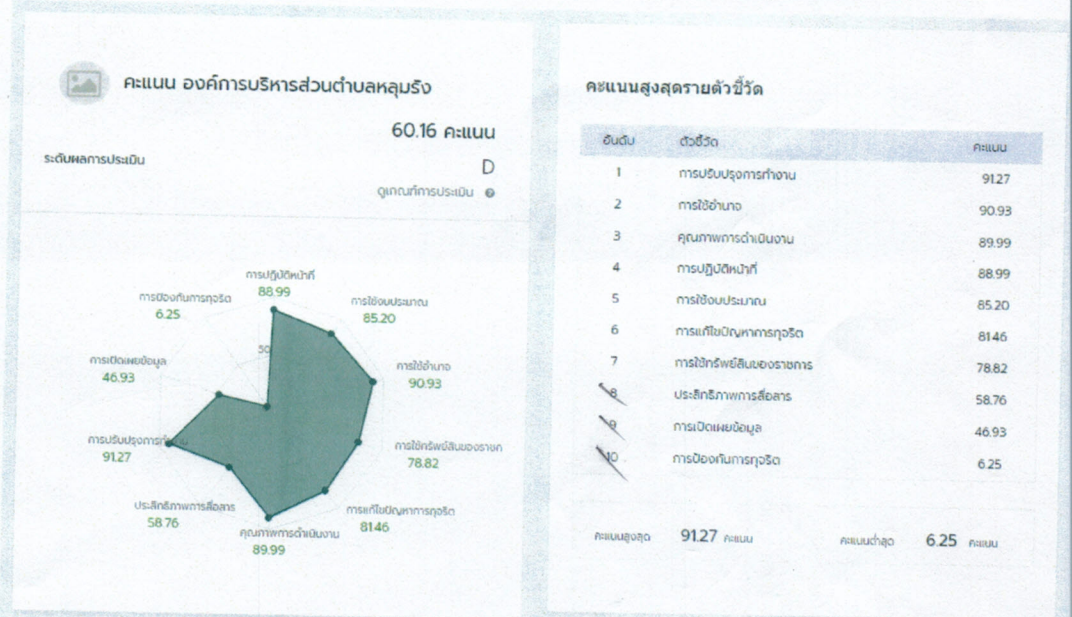 คะแนน องค์การบริหารส่วนตำบลหลุมรัง
60.16 คะแนน
ระดับผลการประเมิน
D
ดูเกณฑ์การประเมิน
การปฏิบัติหน้าที่
88.99
การใช้งบประมาณ
85.20
การใช้อำนาจ
90.93
การใช้ทรัพย์สินของราชก
78.82
การแก้ไขปัญหาการทุจริต
81.46
คุณภาพการดำเนินงาน
89.99
ประสิทธิภาพการสื่อสาร
58.76
การปรับปรุงการทำงาน
91.27
การเปิดเผยข้อมูล
46.93
การป้องกันการทุจริต
6.25
50
คะแนนสูงสุดรายตัวชี้วัด
อันดับ ตัวชี้วัด คะแนน
1 การปรับปรุงการทำงาน 91.27
2 การใช้อำนาจ 90.93
3 คุณภาพการดำเนินงาน 89.99
4 การปฏิบัติหน้าที่ 88.99
5 การใช้งบประมาณ 85.20
6 การแก้ไขปัญหาการทุจริต 81.46
7 การใช้ทรัพย์สินของราชการ 78.82
8 ประสิทธิภาพการสื่อสาร 58.76
9 การเปิดเผยข้อมูล 46.93
10 การป้องกันการทุจริต 6.25
คะแนนสูงสุด 91.27 คะแนน คะแนนต่ำสุด 6.25 คะแนน